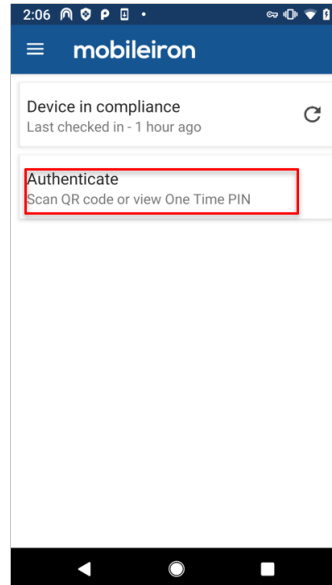 2:06
mobileiron
Device in compliance
Last checked in - 1 hour ago
Authenticate
Scan QR code or view One Time PIN